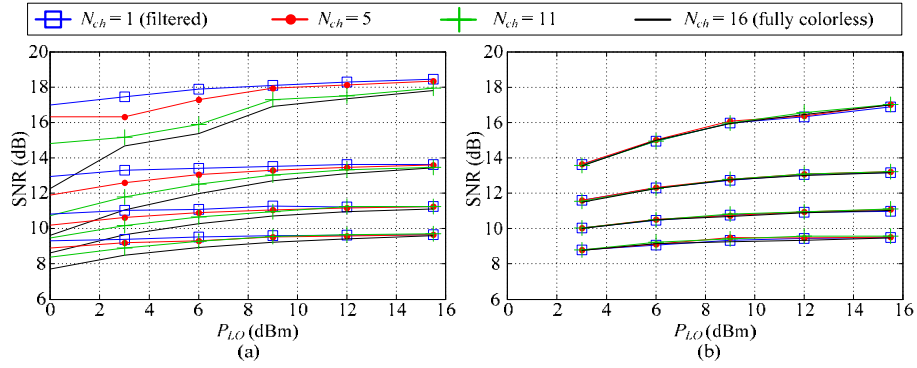 N_ch = 1 (filtered) N_ch = 5 N_ch = 11 N_ch = 16 (fully colorless)
20
18
16
14
12
10
8
6
SNR (dB)
0 2 4 6 8 10 12 14 16
P_LO (dBm)
(a)
20
18
16
14
12
10
8
6
SNR (dB)
0 2 4 6 8 10 12 14 16
P_LO (dBm)
(b)